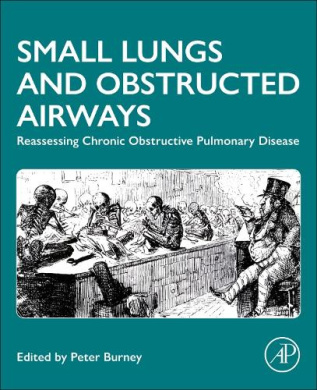 SMALL LUNGS
AND OBSTRUCTED
AIRWAYS
Reassessing Chronic Obstructive Pulmonary Disease
Edited by Peter Burney
AP